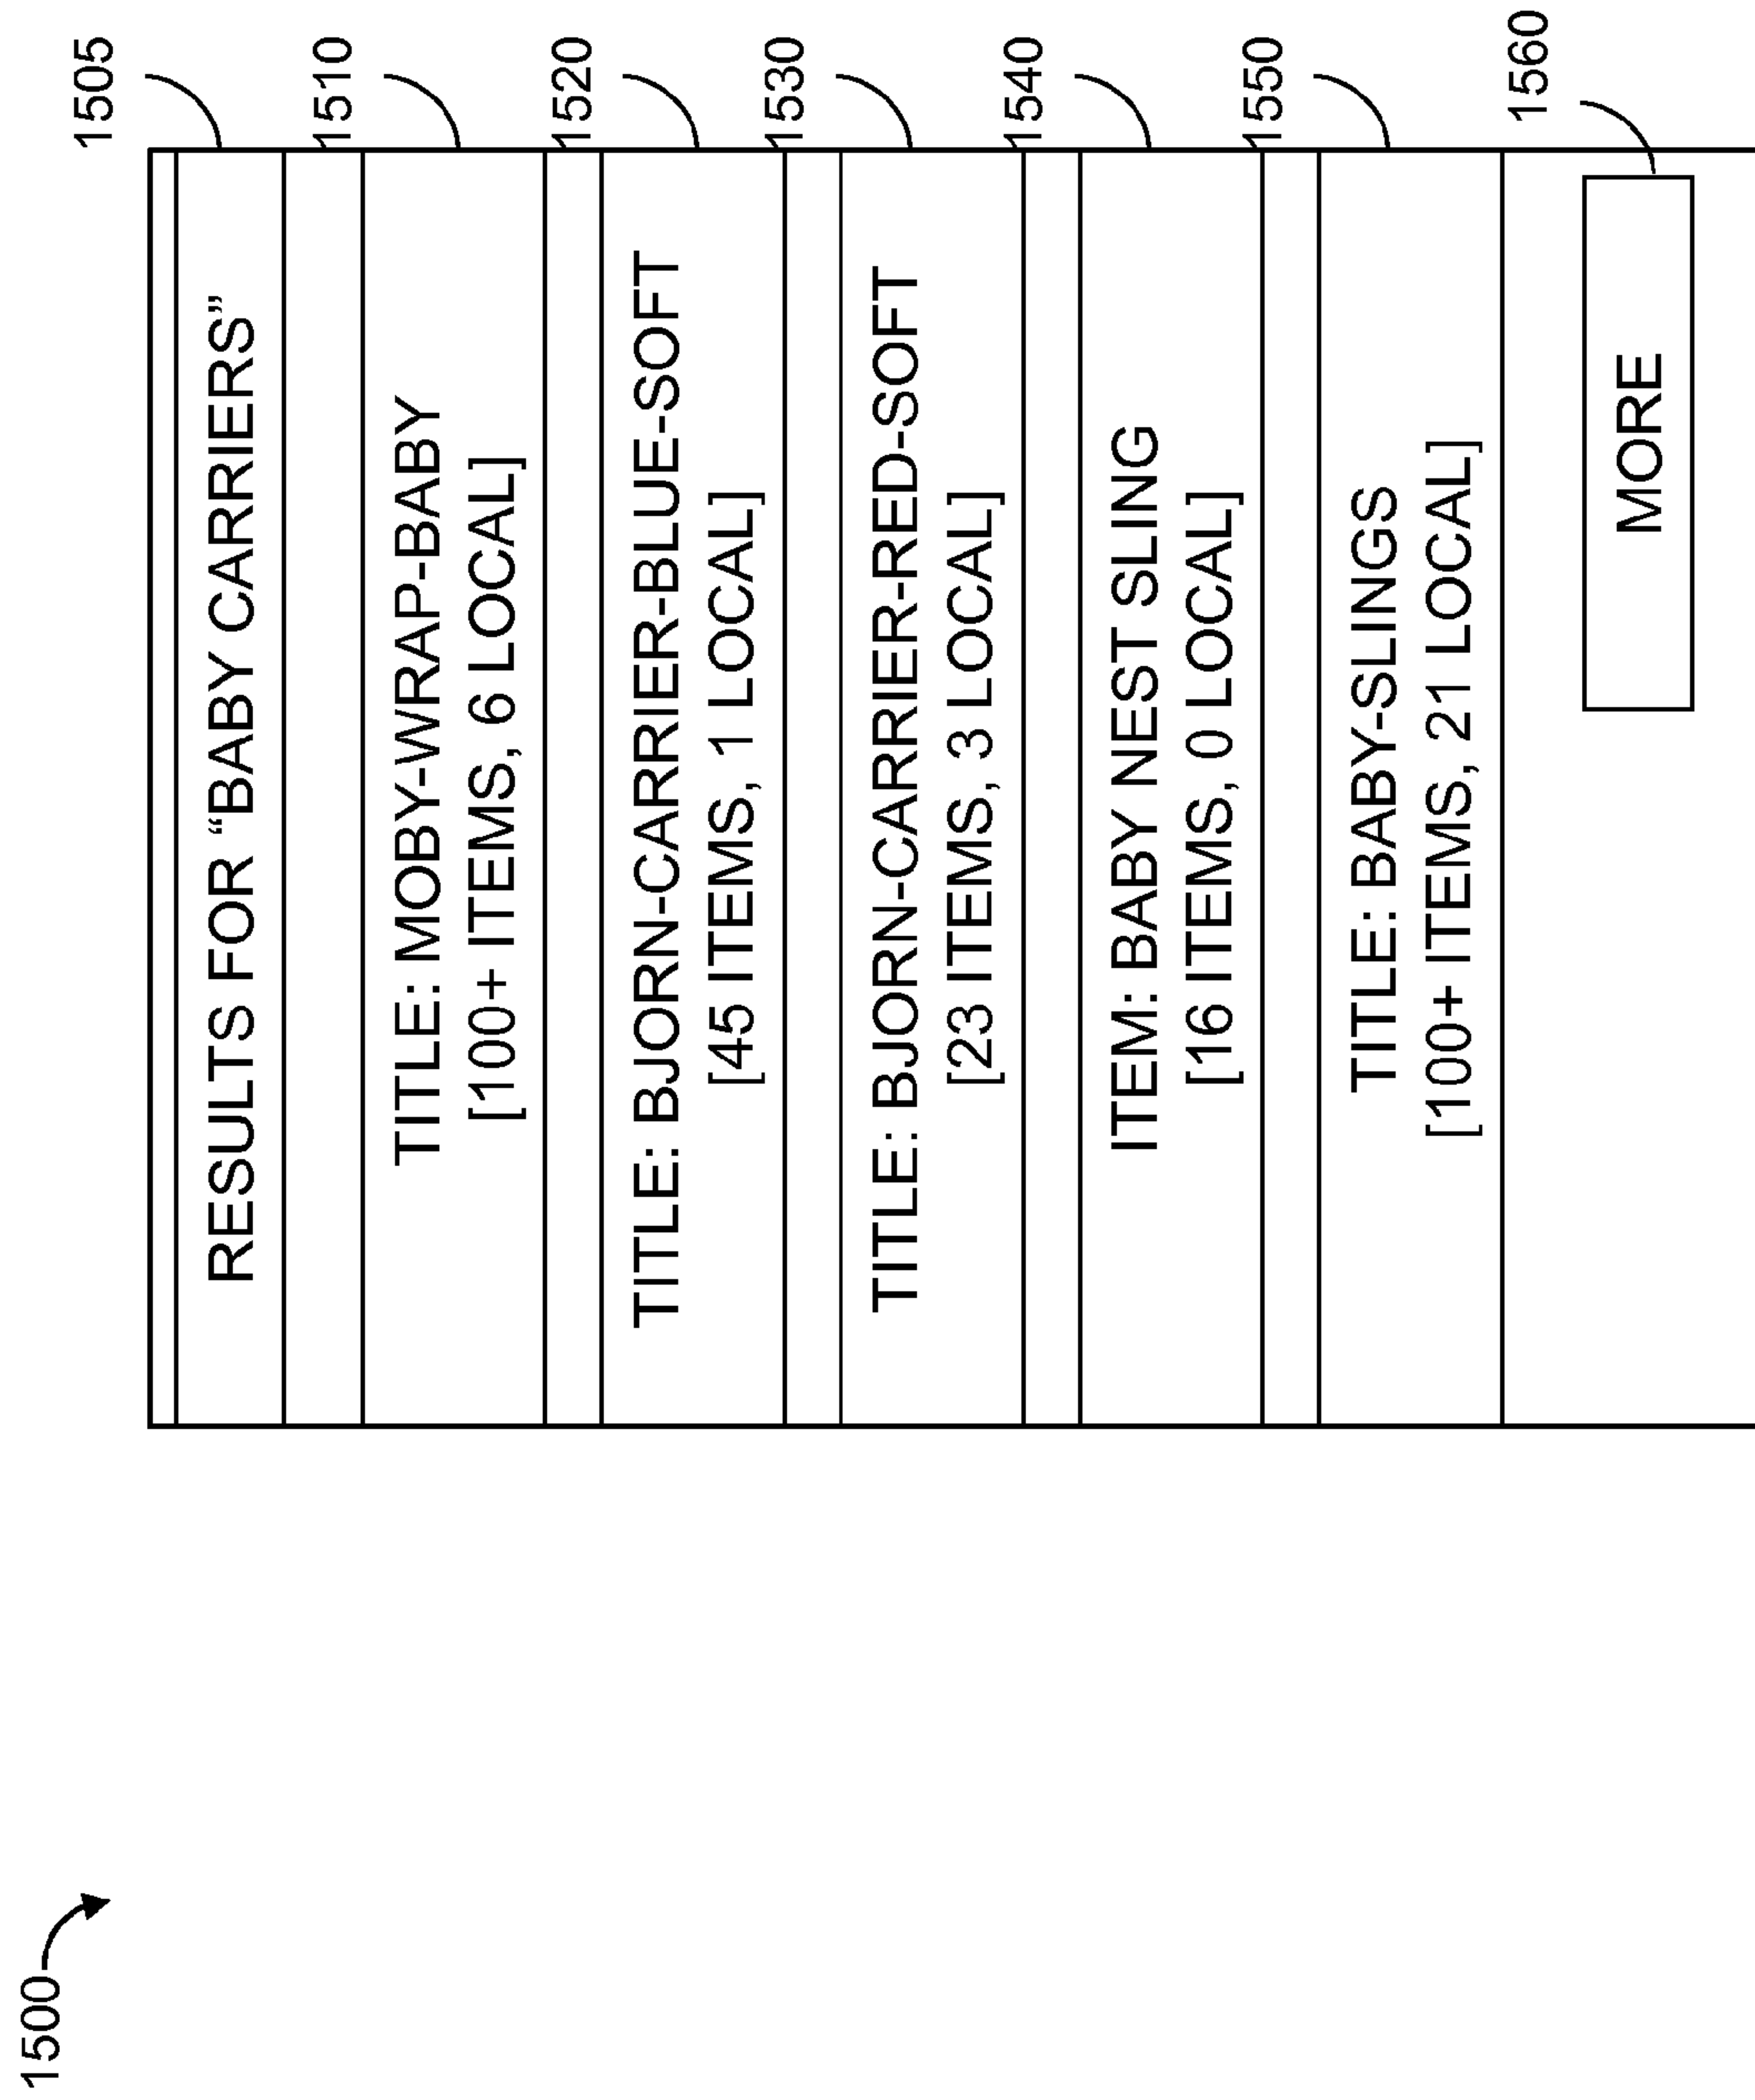 1500
RESULTS FOR “BABY CARRIERS”
1505
TITLE: MOBY-WRAP-BABY
[100+ ITEMS, 6 LOCAL]
1510
TITLE: BJORN-CARRIER-BLUE-SOFT
[45 ITEMS, 1 LOCAL]
1520
TITLE: BJORN-CARRIER-RED-SOFT
[23 ITEMS, 3 LOCAL]
1530
ITEM: BABY NEST SLING
[16 ITEMS, 0 LOCAL]
1540
TITLE: BABY-SLINGS
[100+ ITEMS, 21 LOCAL]
1550
MORE
1560